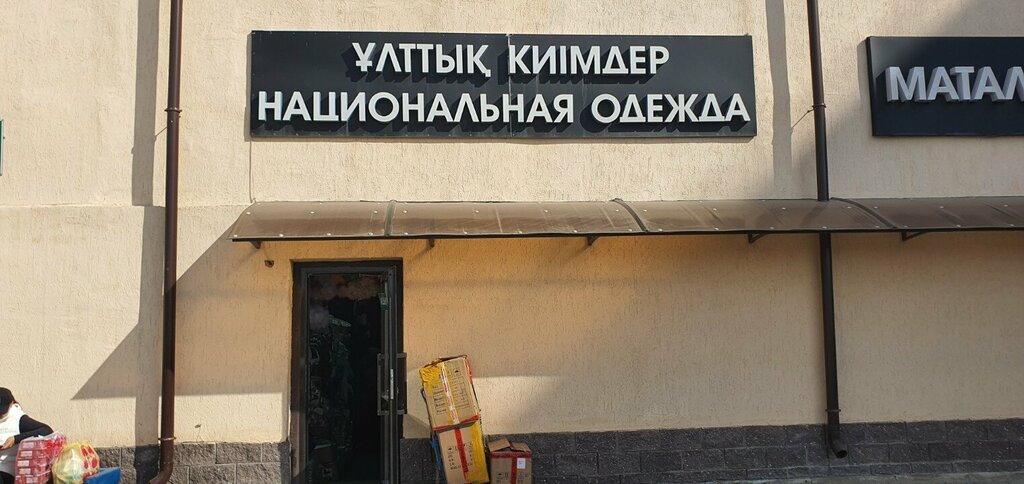 ҰЛТТЫҚ КИІМДЕР
НАЦИОНАЛЬНАЯ ОДЕЖДА
МАТАЛ